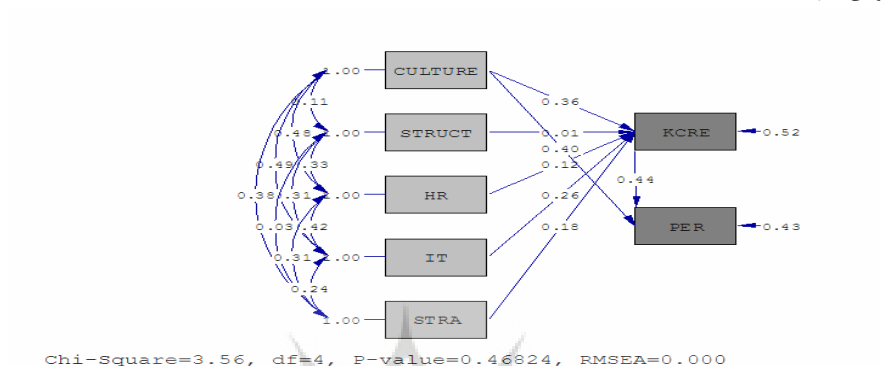 1.00 CULTURE
0.11 0.36
0.48 1.00 STRUCT 0.01 KCRE 0.52
0.40
0.49 0.33 0.12
0.44
0.38 0.31 1.00 HR 0.26
0.03 0.42 0.18 PER 0.43
0.31 1.00 IT
0.24
1.00 STRA
Chi-Square=3.56, df=4, P-value=0.46824, RMSEA=0.000